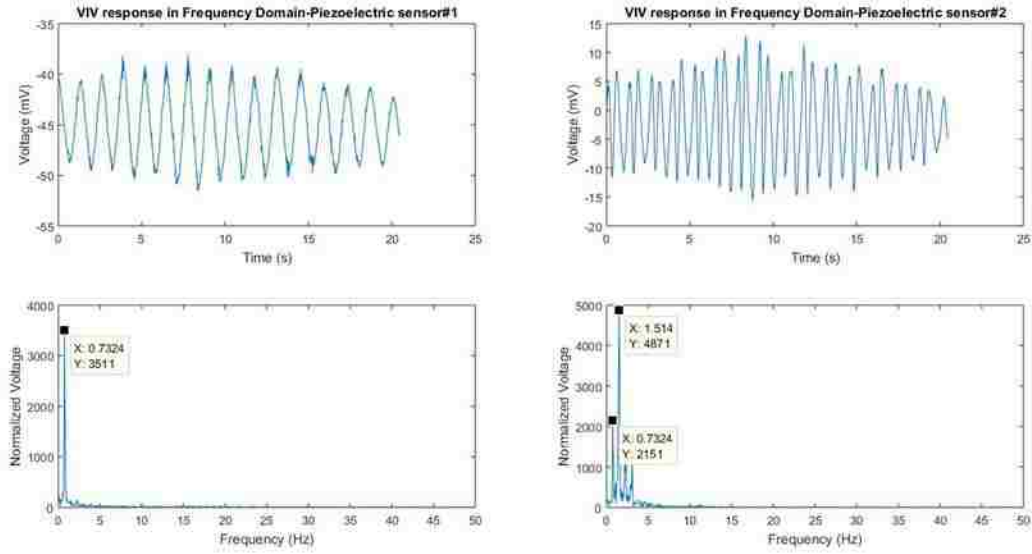 VIV response in Frequency Domain-Piezoelectric sensor#1
-35
-40
-45
-50
-55
Voltage (mV)
0 5 10 15 20 25
Time (s)
VIV response in Frequency Domain-Piezoelectric sensor#2
15
10
5
0
-5
-10
-15
-20
Voltage (mV)
0 5 10 15 20 25
Time (s)
4000
3000
2000
1000
0
Normalized Voltage
X: 0.7324
Y: 3511
0 5 10 15 20 25 30 35 40 45 50
Frequency (Hz)
5000
4000
3000
2000
1000
0
Normalized Voltage
X: 1.514
Y: 4871
X: 0.7324
Y: 2151
0 5 10 15 20 25 30 35 40 45 50
Frequency (Hz)